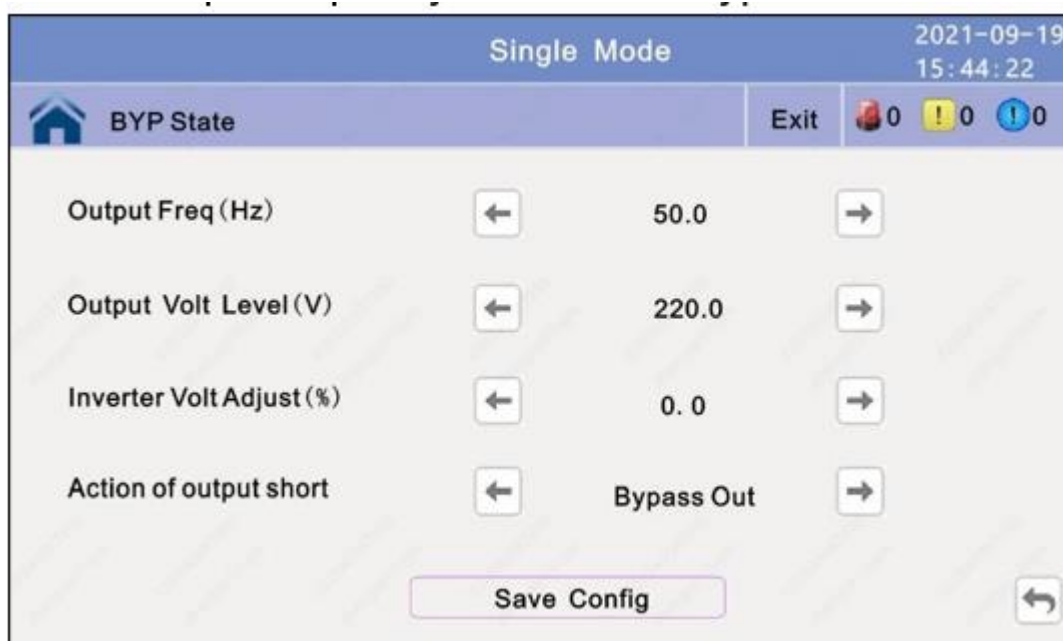 Single Mode
2021-09-19
15:44:22
BYP State
Exit
0
! 0
! 0
Output Freq(Hz)
50.0
Output Volt Level(V)
220.0
Inverter Volt Adjust(%)
0. 0
Action of output short
Bypass Out
Save Config